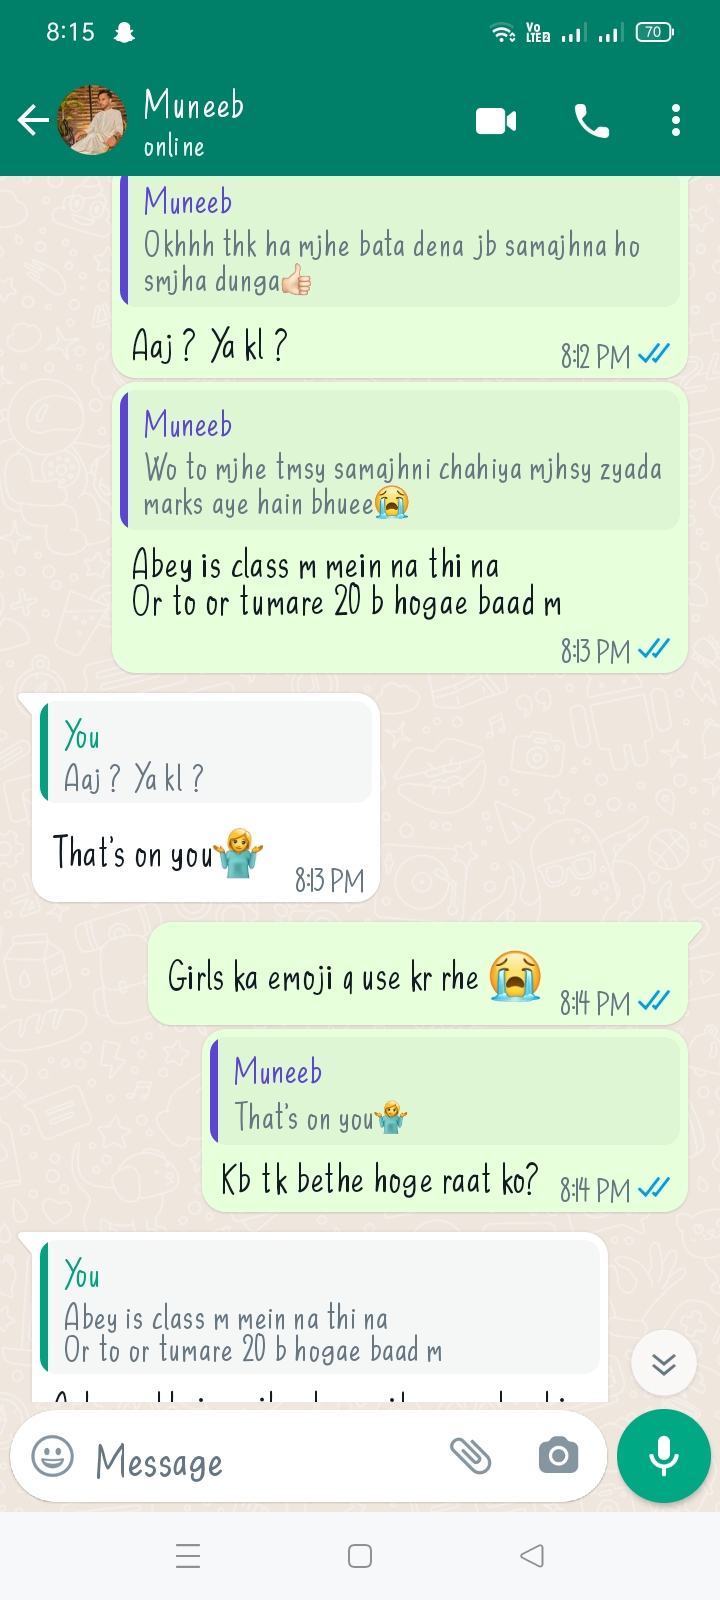 8:15
Vo
LTE2
70
Muneeb
online
Muneeb
Okhhh thk ha mjhe bata dena jb samajhna ho
smjha dunga👍🏻
Aaj ? Ya kl ?
8:12 PM
Muneeb
Wo to mjhe tmsy samajhni chahiya mjhsy zyada
marks aye hain bhuee😭
Abey is class m mein na thi na
Or to or tumare 20 b hogae baad m
8:13 PM
You
Aaj ? Ya kl ?
That's on you🤷‍♀️
8:13 PM
Girls ka emoji q use kr rhe 😭
8:14 PM
Muneeb
That's on you🤷‍♀️
Kb tk bethe hoge raat ko?
8:14 PM
You
Abey is class m mein na thi na
Or to or tumare 20 b hogae baad m
Message